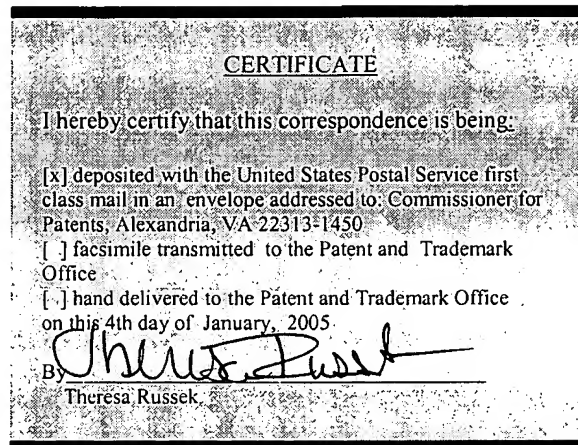 CERTIFICATE
I hereby certify that this correspondence is being:
[x] deposited with the United States Postal Service first
class mail in an envelope addressed to: Commissioner for
Patents, Alexandria, VA 22313-1450
[ ] facsimile transmitted to the Patent and Trademark
Office
[ ] hand delivered to the Patent and Trademark Office
on this 4th day of January, 2005
By Theresa Russek
Theresa Russek